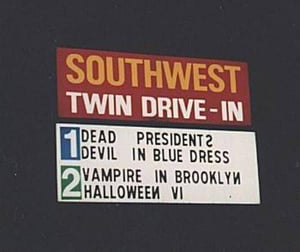 SOUTHWEST
TWIN DRIVE-IN
1 DEAD PRESIDENTS
DEVIL IN BLUE DRESS
2 VAMPIRE IN BROOKLYN
HALLOWEEN VI